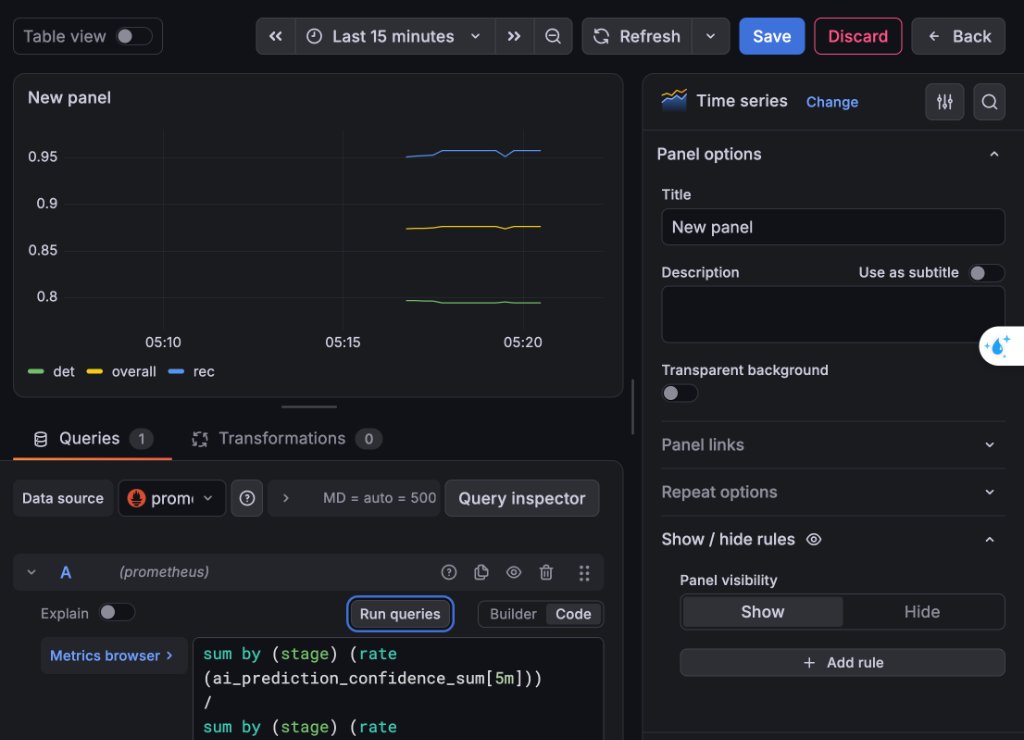 Table view
Last 15 minutes
Refresh
Save
Discard
Back
New panel
0.95
0.9
0.85
0.8
05:10 05:15 05:20
det overall rec
Time series Change
Panel options
Title
New panel
Description Use as subtitle
Transparent background
Panel links
Repeat options
Show / hide rules
Panel visibility
Show Hide
+ Add rule
Queries 1 Transformations 0
Data source MD = auto = 500 Query inspector
A (prometheus)
Explain Run queries Builder Code
Metrics browser >
sum by (stage) (rate
(ai_prediction_confidence_sum[5m]))
/
sum by (stage) (rate